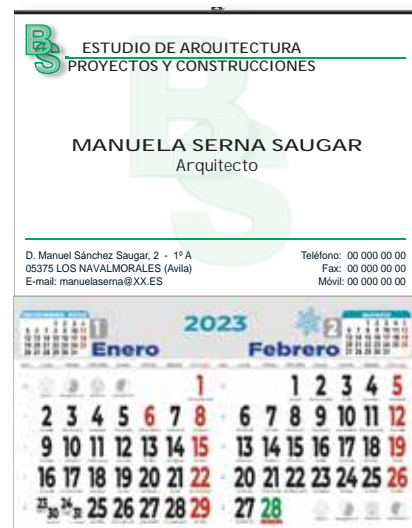 BS
ESTUDIO DE ARQUITECTURA
PROYECTOS Y CONSTRUCCIONES
MANUELA SERNA SAUGAR
Arquitecto
D. Manuel Sánchez Saugar, 2 - 1º A
05375 LOS NAVALMORALES (Avila)
E-mail: manuelaserna@XX.ES
Teléfono: 00 000 00 00
Fax: 00 000 00 00
Móvil: 00 000 00 00
2023
1 Enero
1
2 3 4 5 6 7 8
9 10 11 12 13 14 15
16 17 18 19 20 21 22
23/30 24/31 25 26 27 28 29
2 Febrero
1 2 3 4 5
6 7 8 9 10 11 12
13 14 15 16 17 18 19
20 21 22 23 24 25 26
27 28